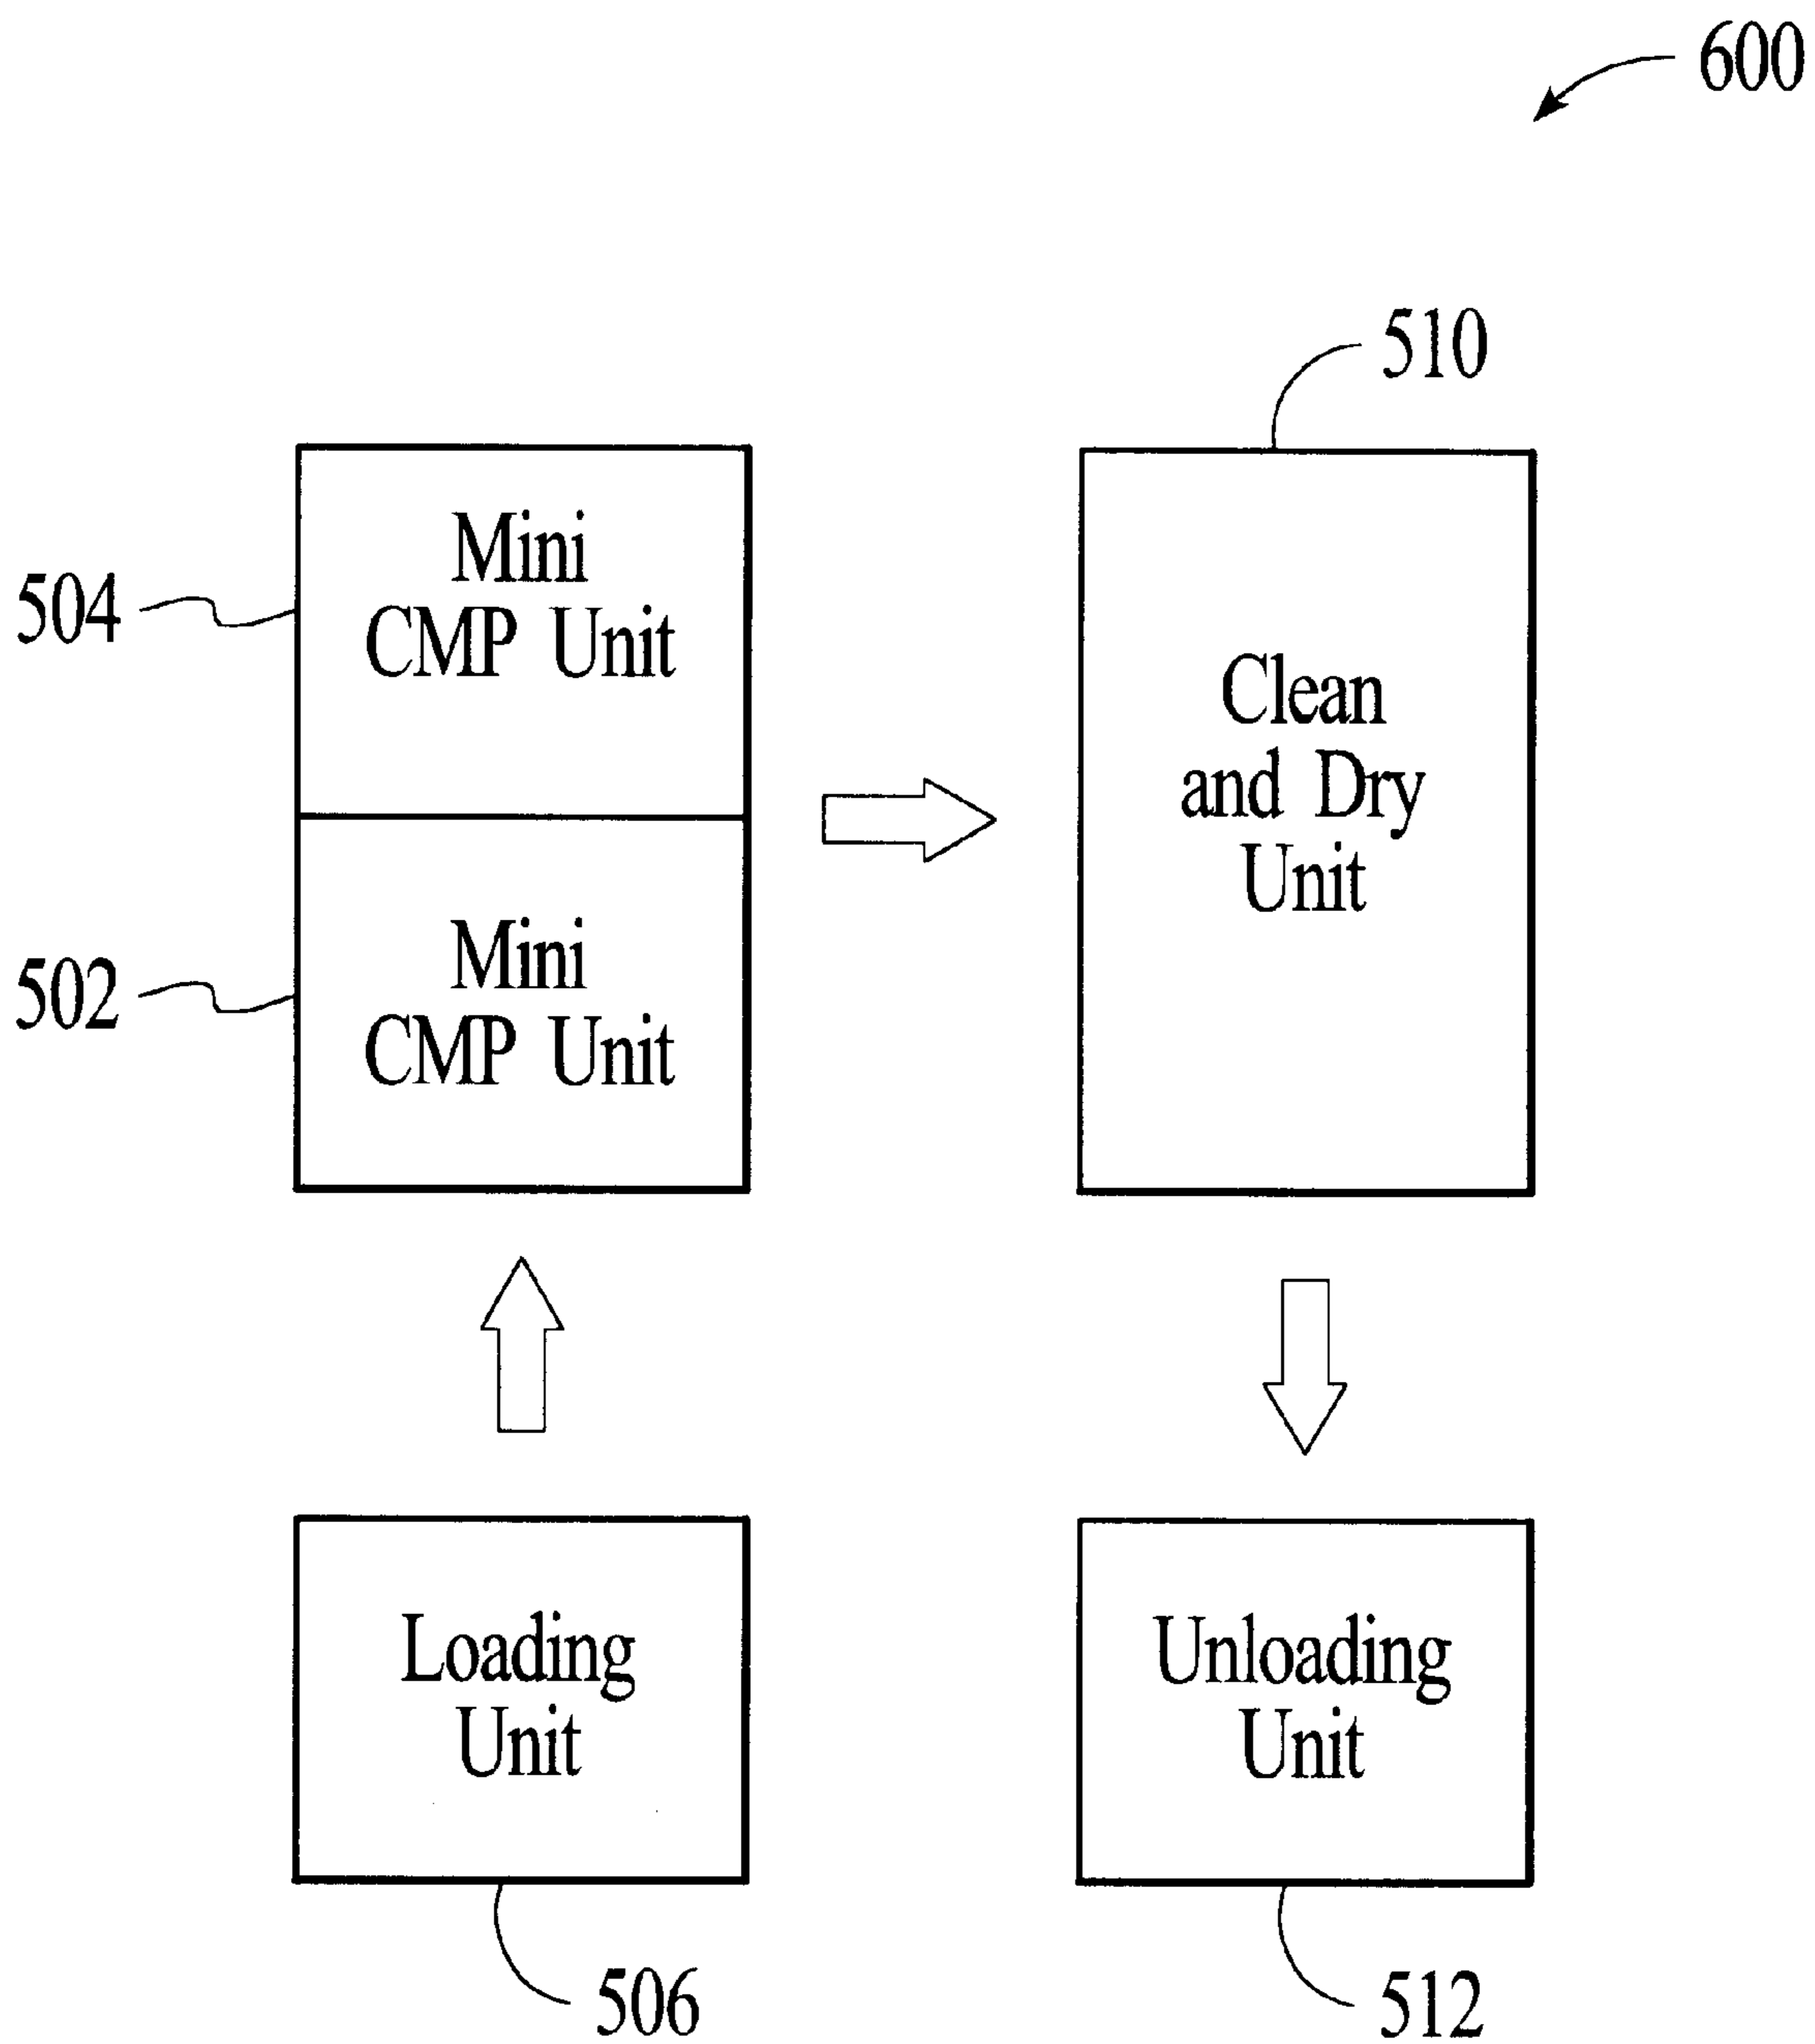 600
510
504
Mini
CMP Unit
502
Mini
CMP Unit
Clean
and Dry
Unit
Loading
Unit
506
Unloading
Unit
512